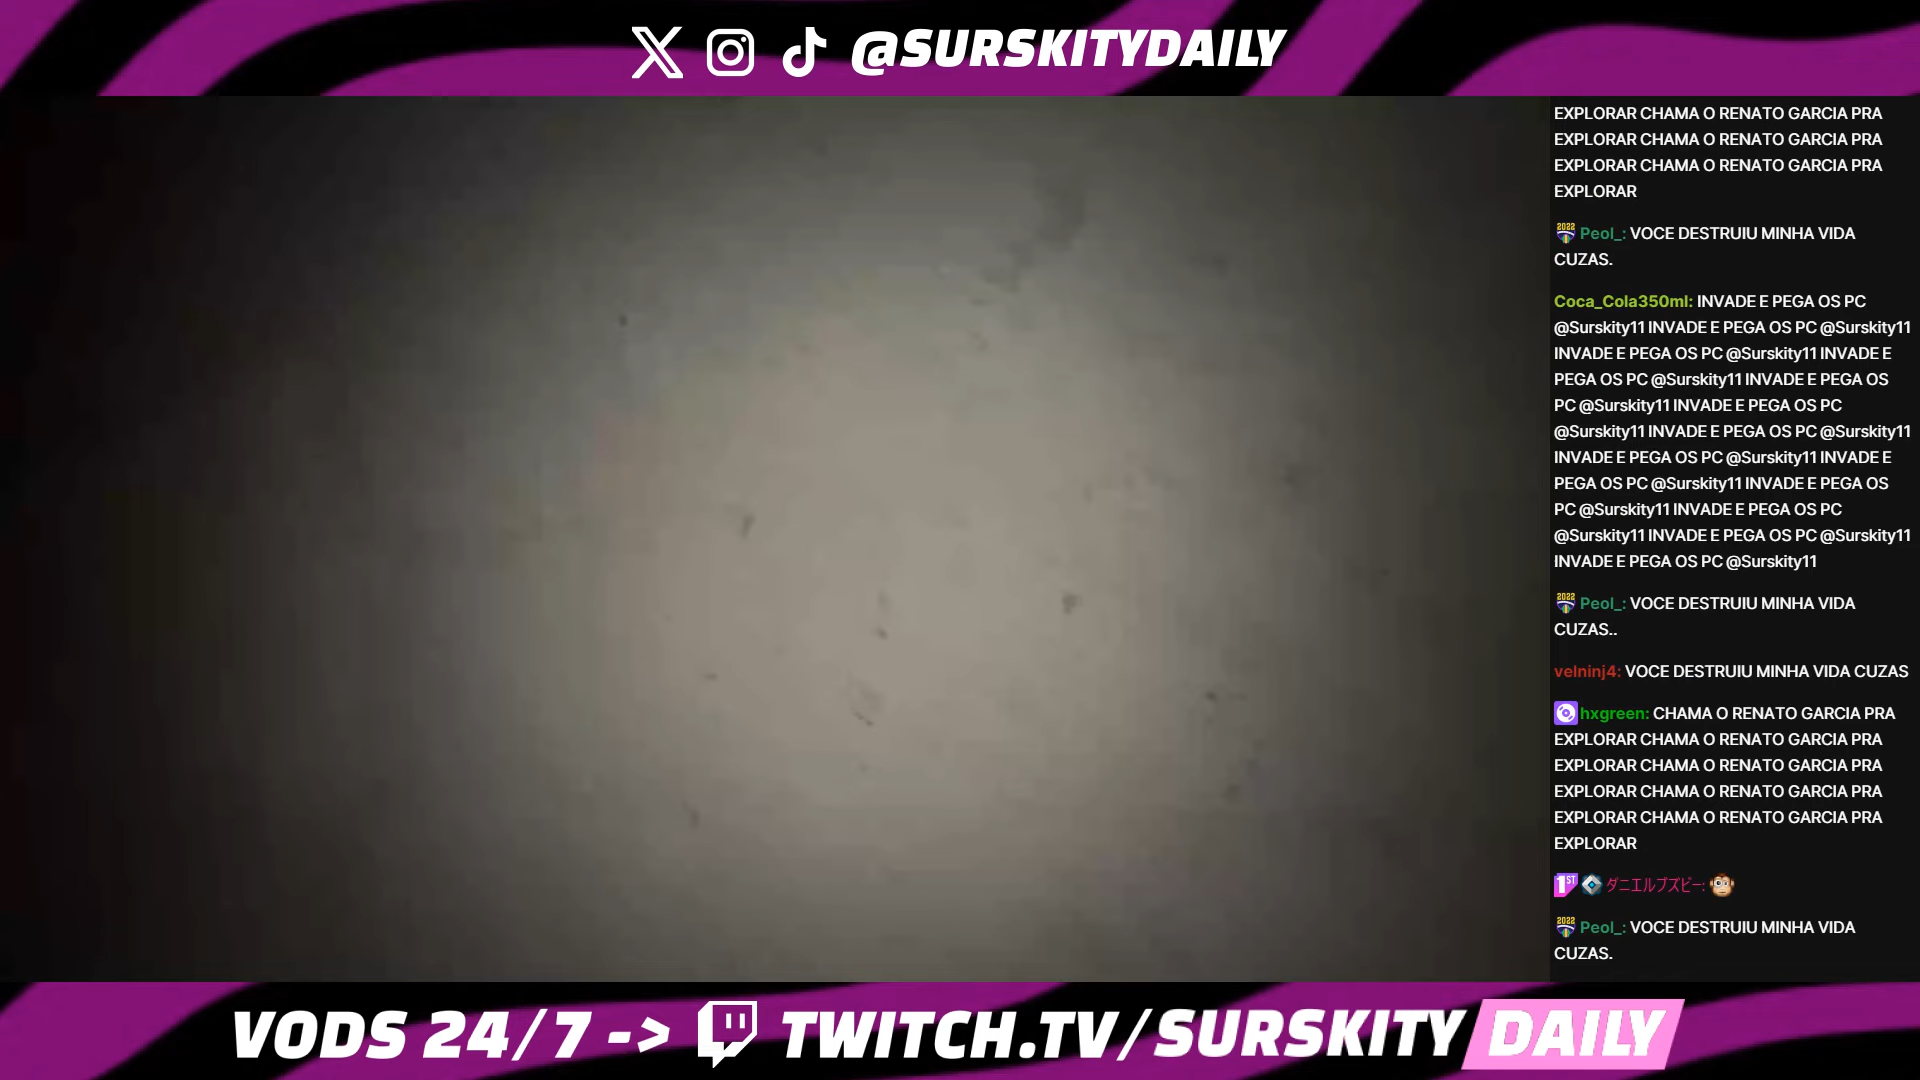 @SURSKITYDAILY
EXPLORAR CHAMA O RENATO GARCIA PRA
EXPLORAR CHAMA O RENATO GARCIA PRA
EXPLORAR CHAMA O RENATO GARCIA PRA
EXPLORAR
2022 Peol_: VOCE DESTRUIU MINHA VIDA
CUZAS.
Coca_Cola350ml: INVADE E PEGA OS PC
@Surskity11 INVADE E PEGA OS PC @Surskity11
INVADE E PEGA OS PC @Surskity11 INVADE E
PEGA OS PC @Surskity11 INVADE E PEGA OS
PC @Surskity11 INVADE E PEGA OS PC
@Surskity11 INVADE E PEGA OS PC @Surskity11
INVADE E PEGA OS PC @Surskity11 INVADE E
PEGA OS PC @Surskity11 INVADE E PEGA OS
PC @Surskity11 INVADE E PEGA OS PC
@Surskity11 INVADE E PEGA OS PC @Surskity11
INVADE E PEGA OS PC @Surskity11
2022 Peol_: VOCE DESTRUIU MINHA VIDA
CUZAS..
velninj4: VOCE DESTRUIU MINHA VIDA CUZAS
hxgreen: CHAMA O RENATO GARCIA PRA
EXPLORAR CHAMA O RENATO GARCIA PRA
EXPLORAR CHAMA O RENATO GARCIA PRA
EXPLORAR CHAMA O RENATO GARCIA PRA
EXPLORAR CHAMA O RENATO GARCIA PRA
EXPLORAR
1ST ダニエルブズビー:
2022 Peol_: VOCE DESTRUIU MINHA VIDA
CUZAS.
VODS 24/7 -> TWITCH.TV/SURSKITY DAILY